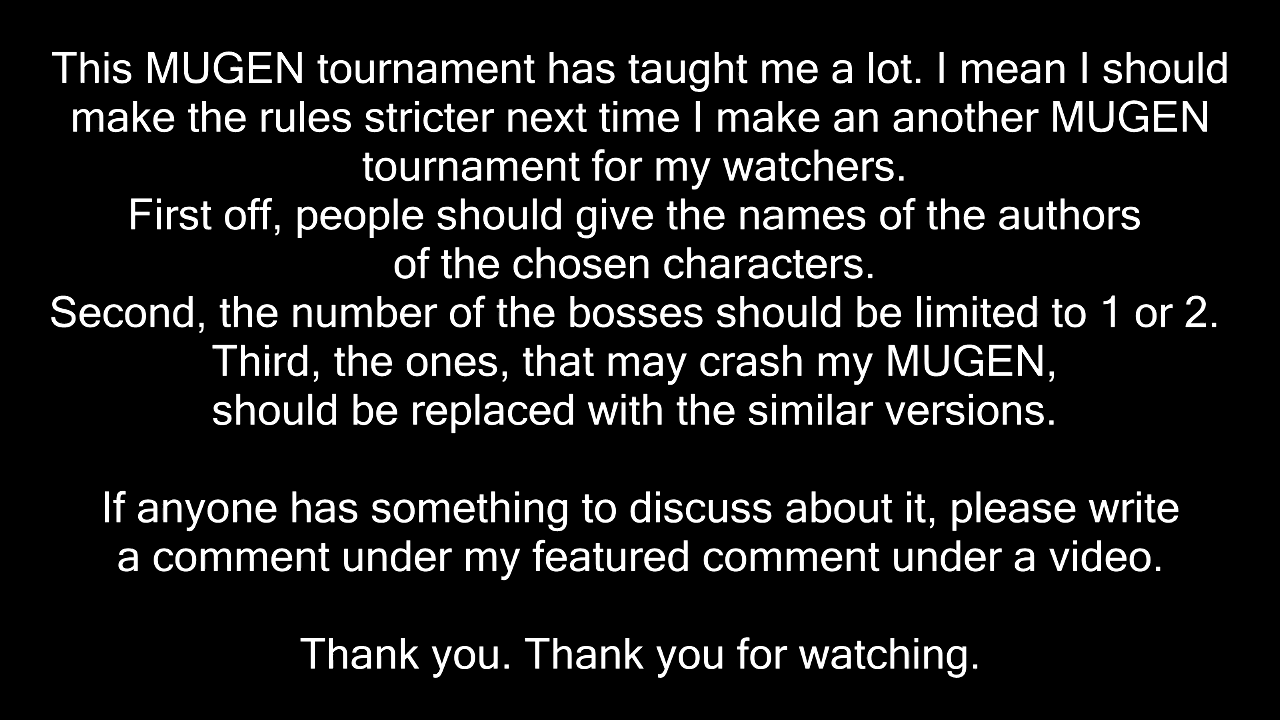 This MUGEN tournament has taught me a lot. I mean I should
make the rules stricter next time I make an another MUGEN
tournament for my watchers.
First off, people should give the names of the authors
of the chosen characters.
Second, the number of the bosses should be limited to 1 or 2.
Third, the ones, that may crash my MUGEN,
should be replaced with the similar versions.
If anyone has something to discuss about it, please write
a comment under my featured comment under a video.
Thank you. Thank you for watching.